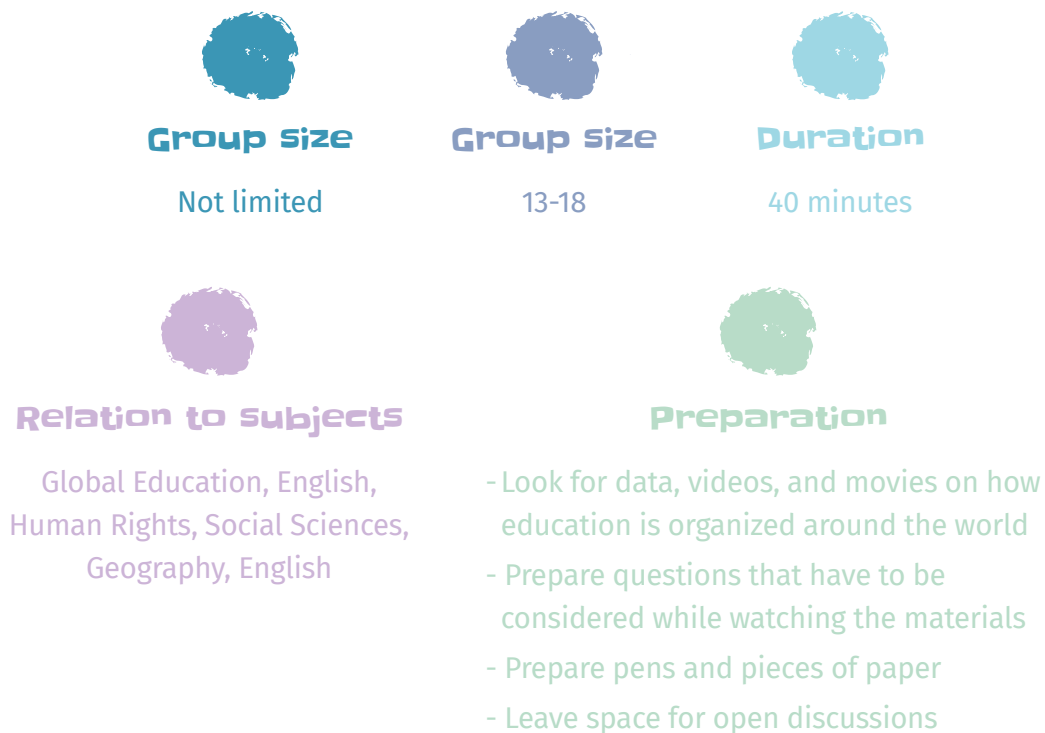 Group size
Not limited
Group size
13-18
Duration
40 minutes
Relation to subjects
Global Education, English,
Human Rights, Social Sciences,
Geography, English
Preparation
- Look for data, videos, and movies on how
education is organized around the world
- Prepare questions that have to be
considered while watching the materials
- Prepare pens and pieces of paper
- Leave space for open discussions